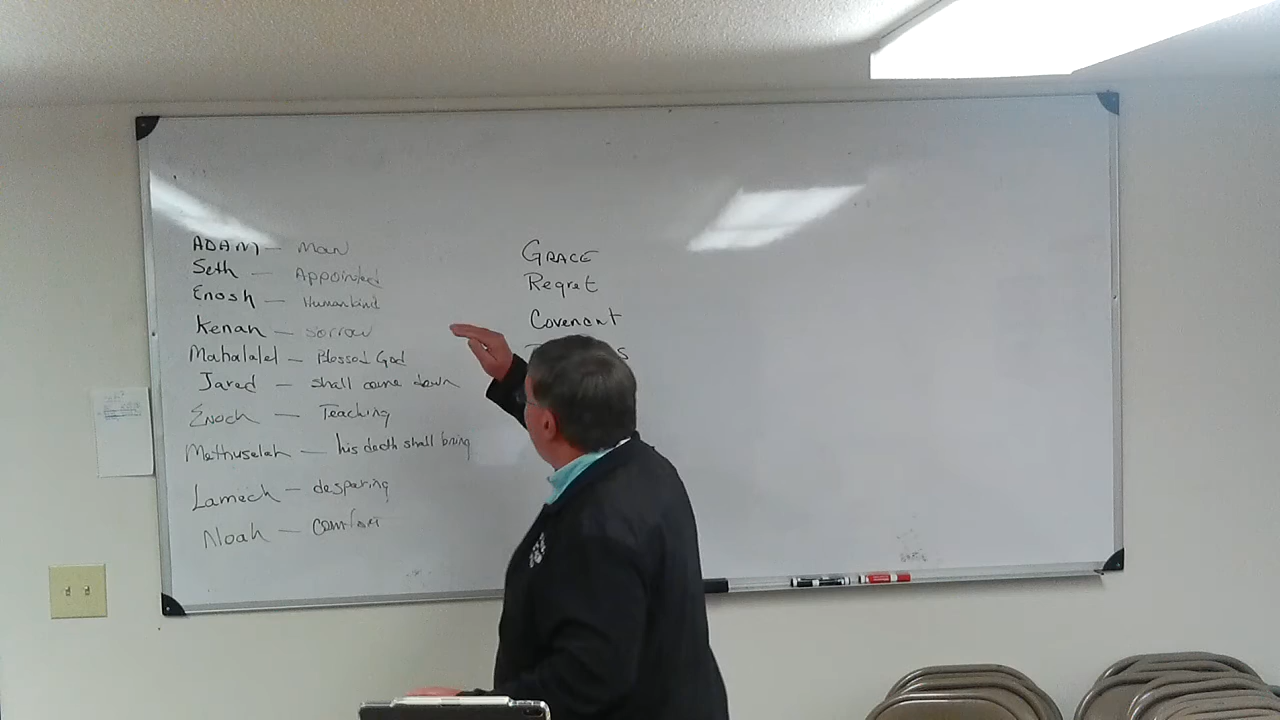 ADAM — Man
Seth — Appointed
Enosh — Humankind
Kenan — Sorrow
Mahalalel — Blessed God
Jared — shall come down
Enoch — Teaching
Methuselah — his death shall bring
Lamech — desparing
Noah — comfort
GRACE
Regret
Covenant